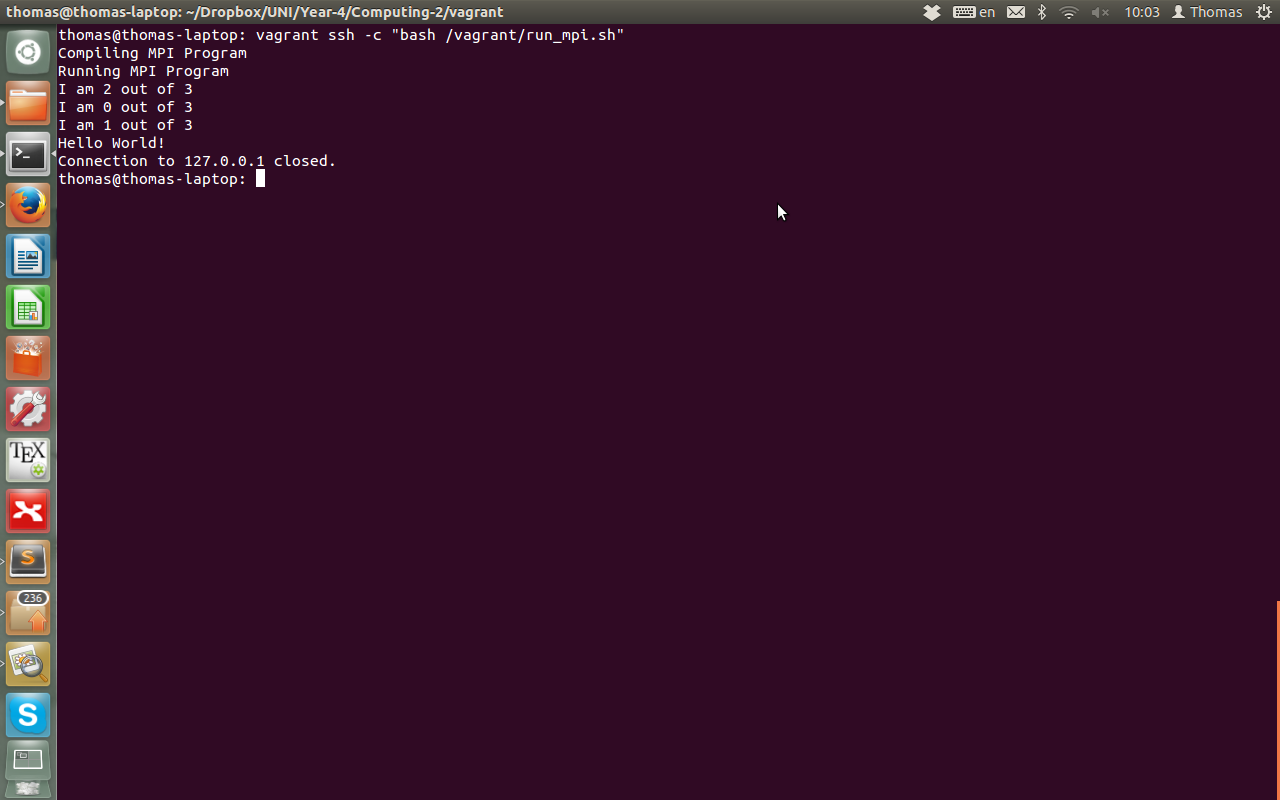 thomas@thomas-laptop: ~/Dropbox/UNI/Year-4/Computing-2/vagrant
en
10:03
Thomas
thomas@thomas-laptop: vagrant ssh -c "bash /vagrant/run_mpi.sh"
Compiling MPI Program
Running MPI Program
I am 2 out of 3
I am 0 out of 3
I am 1 out of 3
Hello World!
Connection to 127.0.0.1 closed.
thomas@thomas-laptop:
TEX
S
236
S